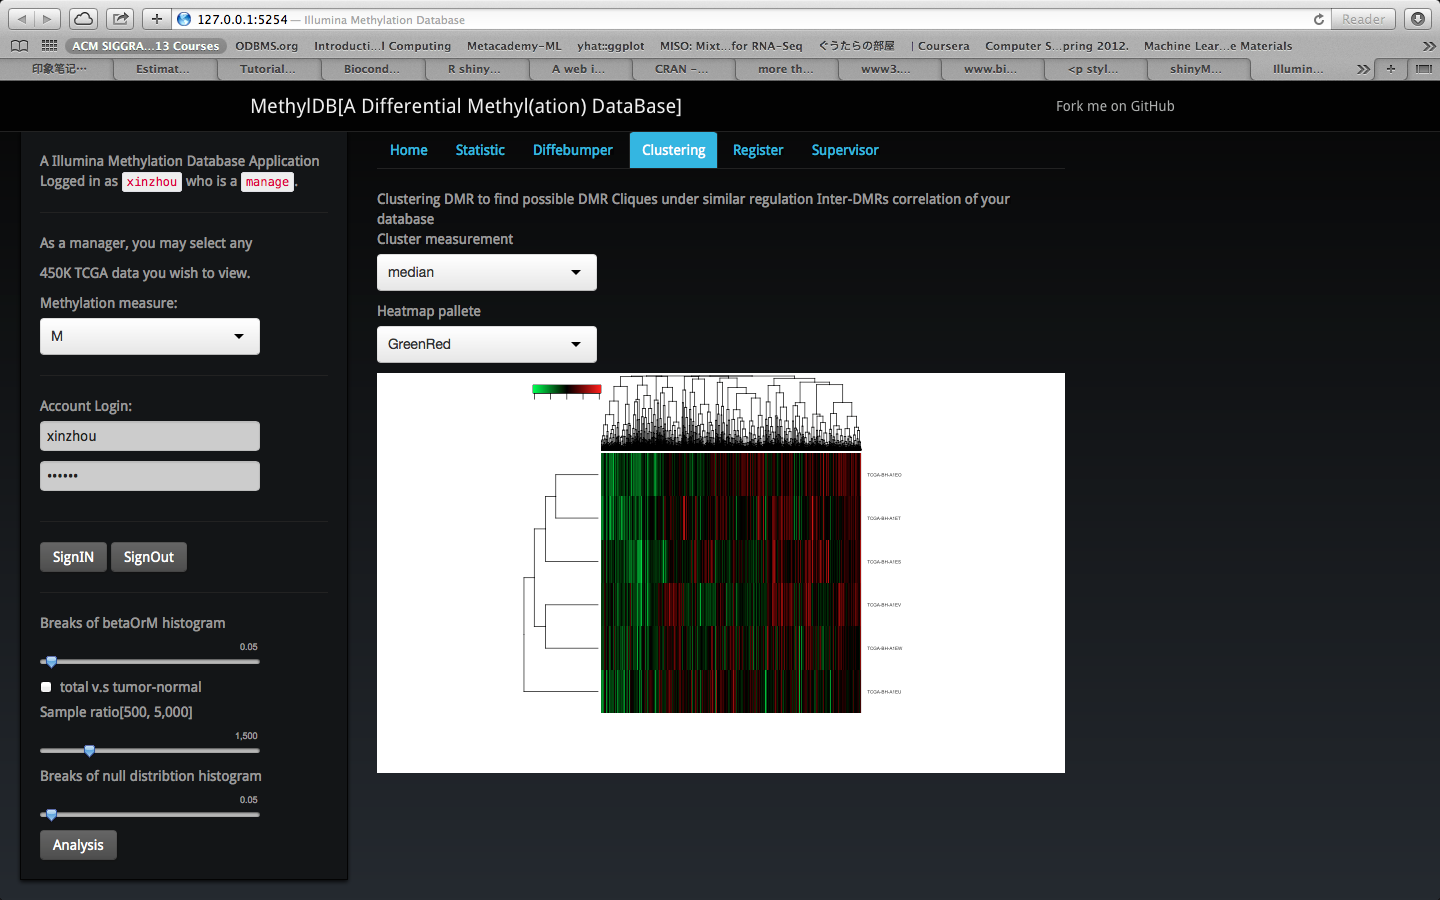 127.0.0.1:5254 — Illumina Methylation Database
Reader
ACM SIGGRA...13 Courses ODBMS.org Introducti...l Computing Metacademy-ML yhat::ggplot MISO: Mixt...for RNA-Seq ぐうたらの部屋 | Coursera Computer S...pring 2012. Machine Lear...e Materials
印象笔记… Estimat... Tutorial... Biocond... R shiny... A web i... CRAN –... more th... www3.... www.bi... <p styl... shinyM... Illumin...
MethylDB[A Differential Methyl(ation) DataBase]
Fork me on GitHub
A Illumina Methylation Database Application
Logged in as xinzhou who is a manage.
As a manager, you may select any
450K TCGA data you wish to view.
Methylation measure:
M
Account Login:
xinzhou
••••••
SignIN SignOut
Breaks of betaOrM histogram
0.05
total v.s tumor-normal
Sample ratio[500, 5,000]
1,500
Breaks of null distribtion histogram
0.05
Analysis
Home Statistic Diffebumper Clustering Register Supervisor
Clustering DMR to find possible DMR Cliques under similar regulation Inter-DMRs correlation of your
database
Cluster measurement
median
Heatmap pallete
GreenRed
TCGA-BH-A1EO
TCGA-BH-A1ET
TCGA-BH-A1ES
TCGA-BH-A1EV
TCGA-BH-A1EW
TCGA-BH-A1EU